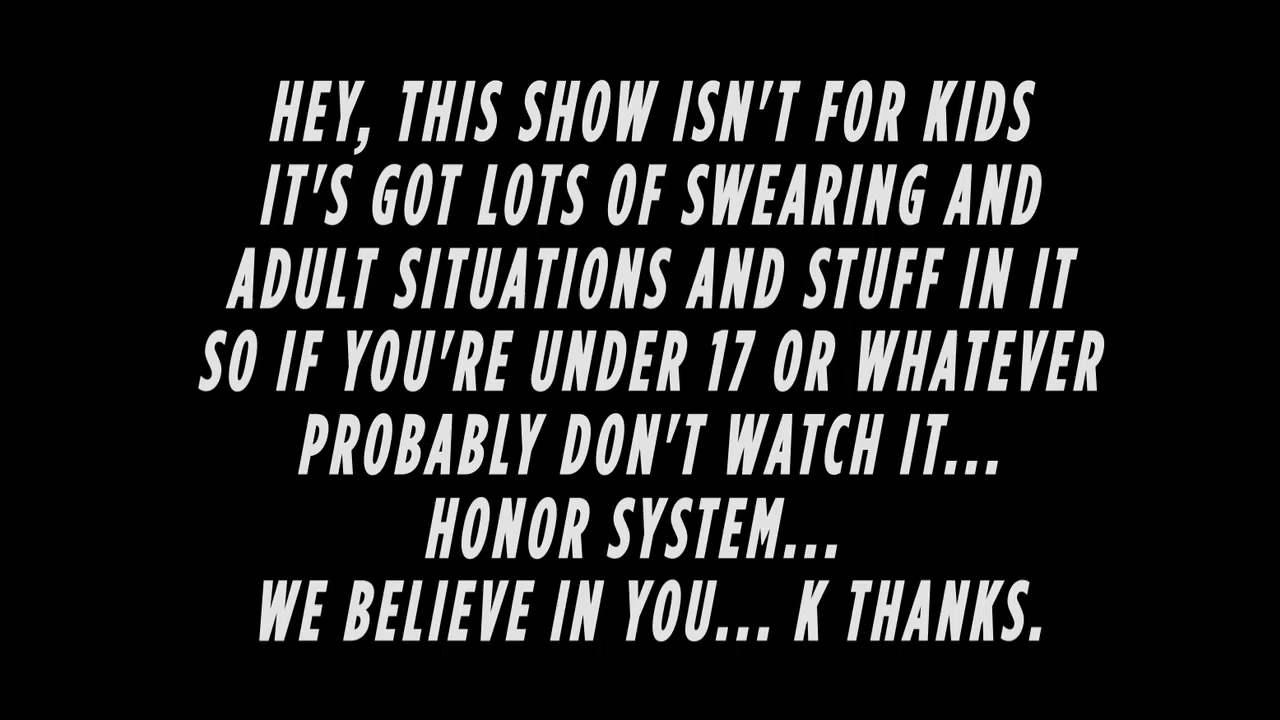 HEY, THIS SHOW ISN'T FOR KIDS
IT'S GOT LOTS OF SWEARING AND
ADULT SITUATIONS AND STUFF IN IT
SO IF YOU'RE UNDER 17 OR WHATEVER
PROBABLY DON'T WATCH IT...
HONOR SYSTEM...
WE BELIEVE IN YOU... K THANKS.